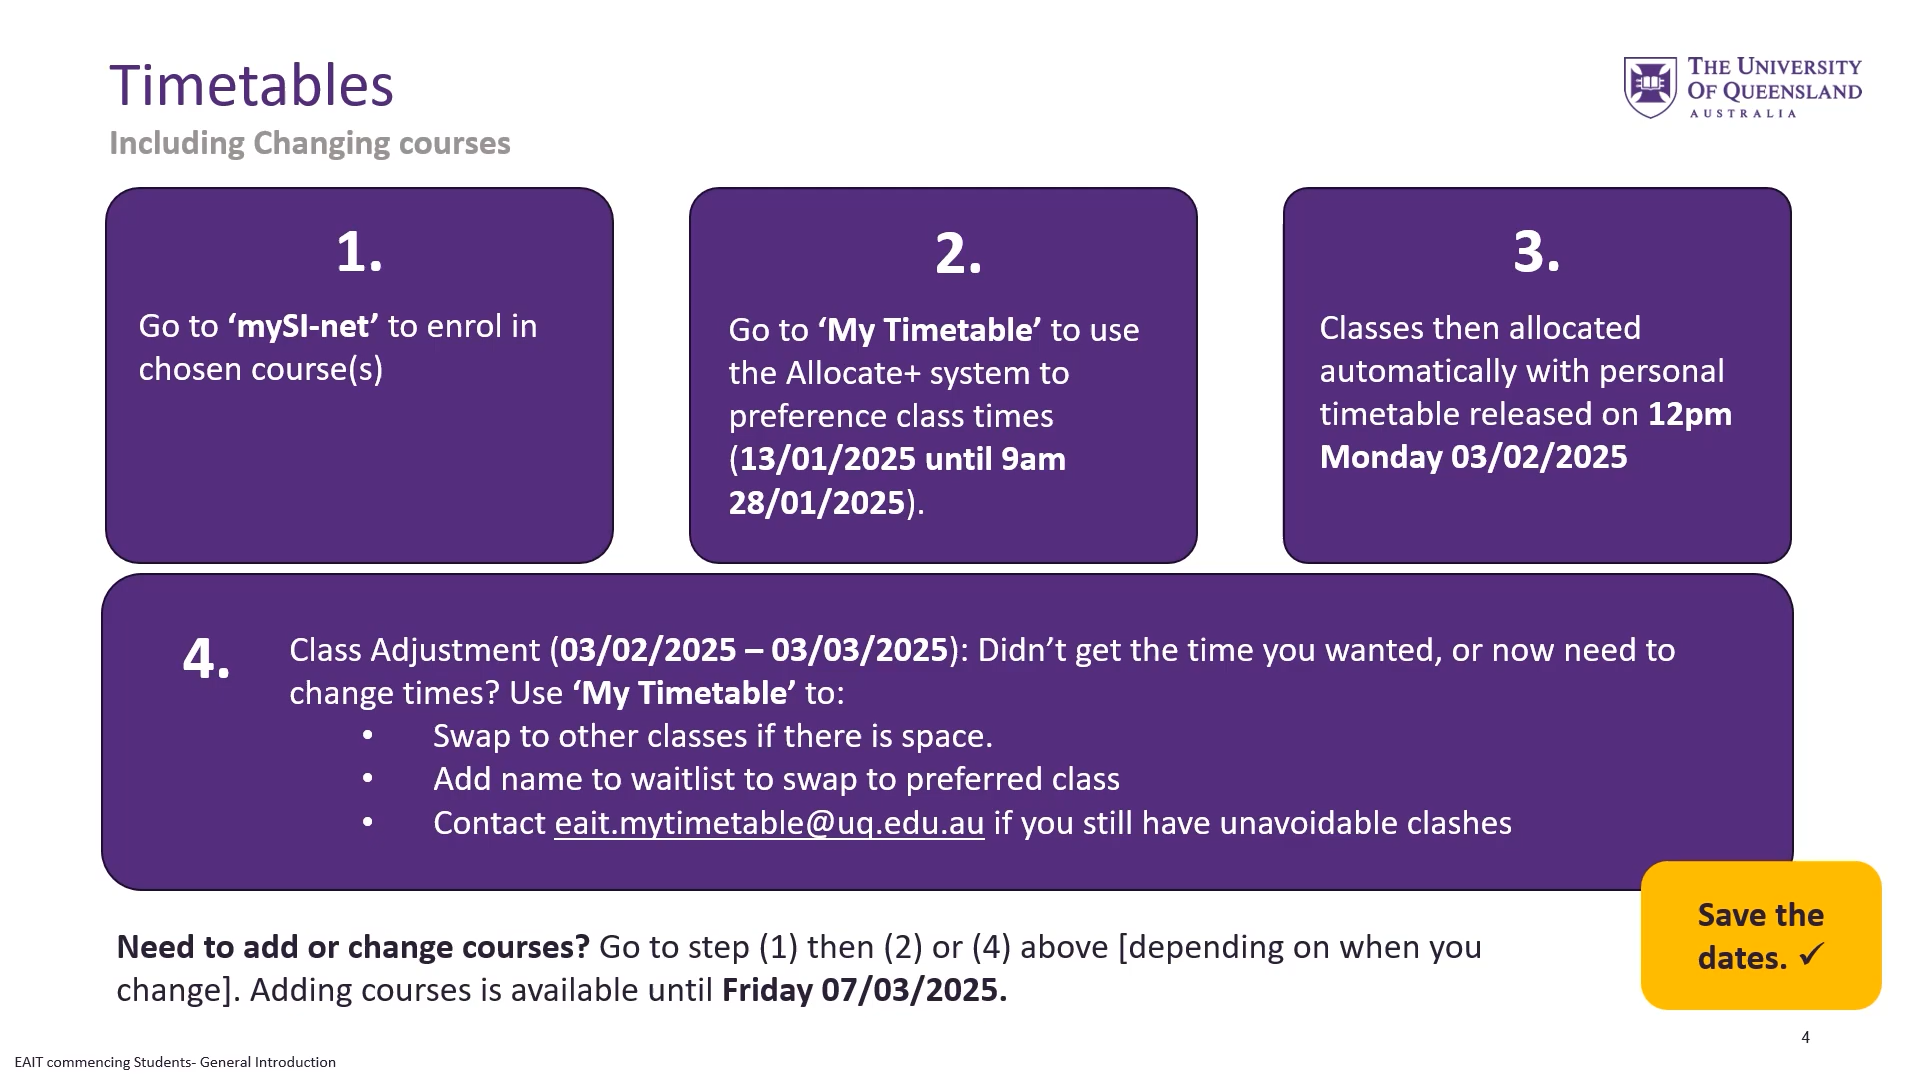 Timetables
Including Changing courses
THE UNIVERSITY
OF QUEENSLAND
AUSTRALIA
1.
Go to ‘mySI-net’ to enrol in
chosen course(s)
2.
Go to ‘My Timetable’ to use
the Allocate+ system to
preference class times
(13/01/2025 until 9am
28/01/2025).
3.
Classes then allocated
automatically with personal
timetable released on 12pm
Monday 03/02/2025
4.
Class Adjustment (03/02/2025 – 03/03/2025): Didn’t get the time you wanted, or now need to
change times? Use ‘My Timetable’ to:
• Swap to other classes if there is space.
• Add name to waitlist to swap to preferred class
• Contact eait.mytimetable@uq.edu.au if you still have unavoidable clashes
Need to add or change courses? Go to step (1) then (2) or (4) above [depending on when you
change]. Adding courses is available until Friday 07/03/2025.
Save the
dates. ✓
4
EAIT commencing Students- General Introduction